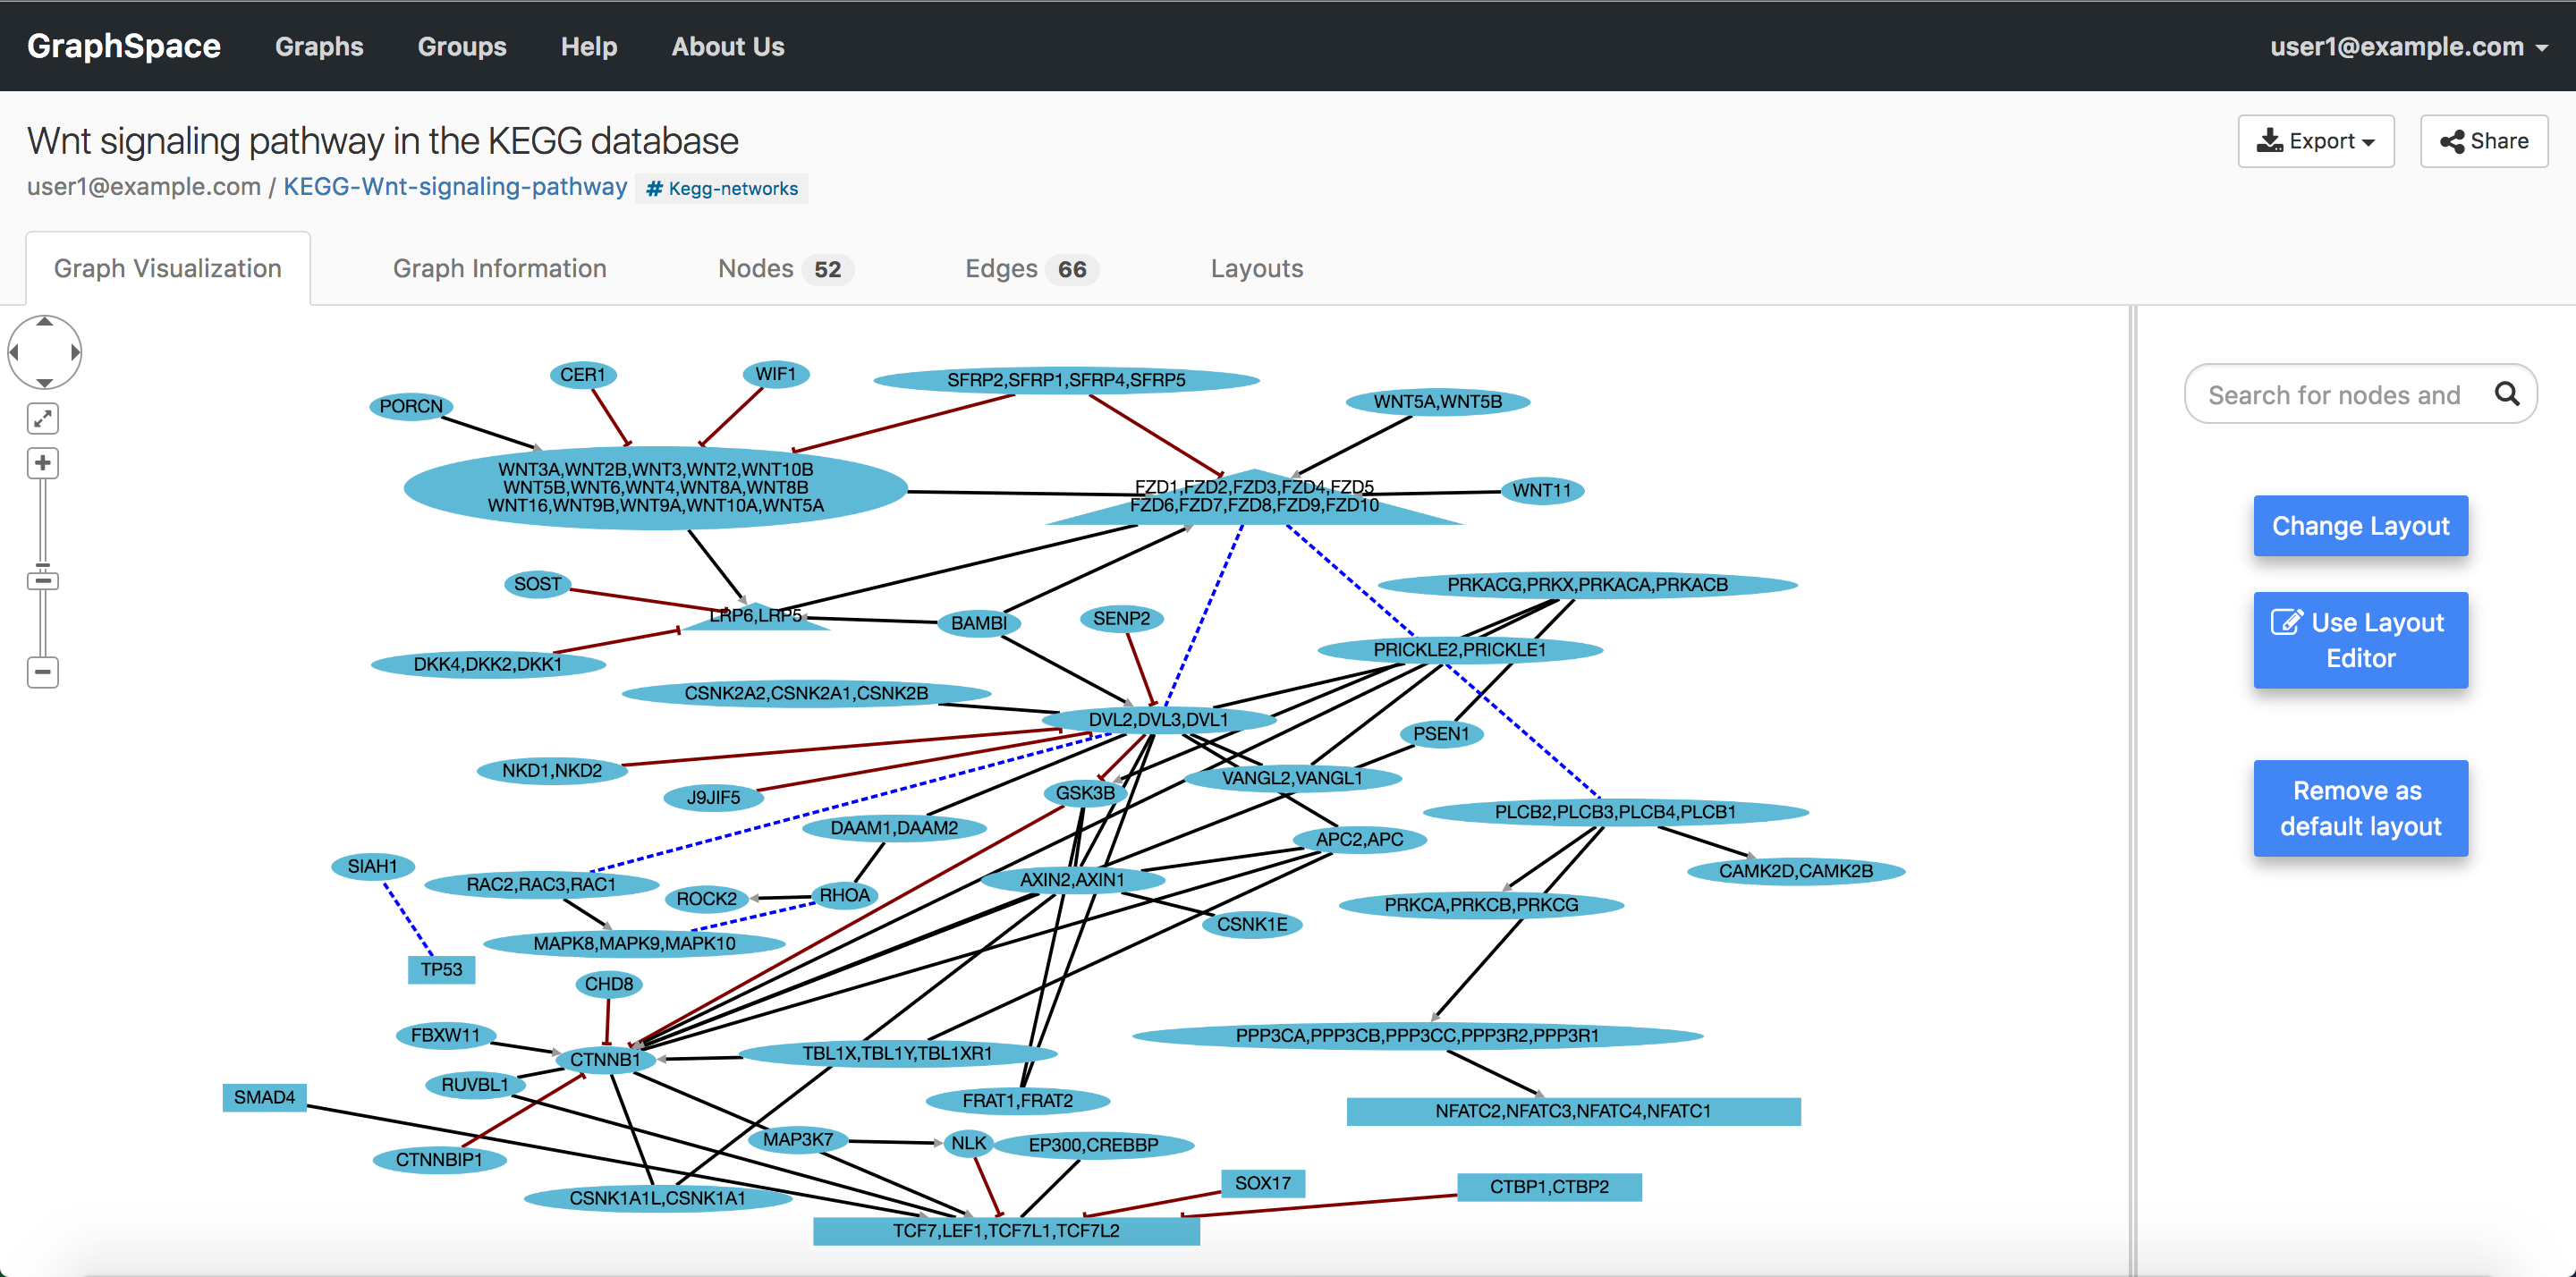 GraphSpace Graphs Groups Help About Us user1@example.com
Wnt signaling pathway in the KEGG database
Export Share
user1@example.com / KEGG-Wnt-signaling-pathway # Kegg-networks
Graph Visualization Graph Information Nodes 52 Edges 66 Layouts
Search for nodes and
Change Layout
Use Layout
Editor
Remove as
default layout
CER1
WIF1
SFRP2,SFRP1,SFRP4,SFRP5
WNT5A,WNT5B
PORCN
WNT3A,WNT2B,WNT3,WNT2,WNT10B
WNT5B,WNT6,WNT4,WNT8A,WNT8B
WNT16,WNT9B,WNT9A,WNT10A,WNT5A
FZD1,FZD2,FZD3,FZD4,FZD5
FZD6,FZD7,FZD8,FZD9,FZD10
WNT11
SOST
PRKACG,PRKX,PRKACA,PRKACB
LRP6,LRP5
BAMBI
SENP2
DKK4,DKK2,DKK1
PRICKLE2,PRICKLE1
CSNK2A2,CSNK2A1,CSNK2B
DVL2,DVL3,DVL1
PSEN1
NKD1,NKD2
VANGL2,VANGL1
J9JIF5
GSK3B
PLCB2,PLCB3,PLCB4,PLCB1
DAAM1,DAAM2
APC2,APC
SIAH1
CAMK2D,CAMK2B
RAC2,RAC3,RAC1
AXIN2,AXIN1
ROCK2
RHOA
PRKCA,PRKCB,PRKCG
CSNK1E
MAPK8,MAPK9,MAPK10
TP53
CHD8
FBXW11
PPP3CA,PPP3CB,PPP3CC,PPP3R2,PPP3R1
CTNNB1
TBL1X,TBL1Y,TBL1XR1
RUVBL1
SMAD4
FRAT1,FRAT2
NFATC2,NFATC3,NFATC4,NFATC1
MAP3K7
NLK
EP300,CREBBP
CTNNBIP1
SOX17
CTBP1,CTBP2
CSNK1A1L,CSNK1A1
TCF7,LEF1,TCF7L1,TCF7L2